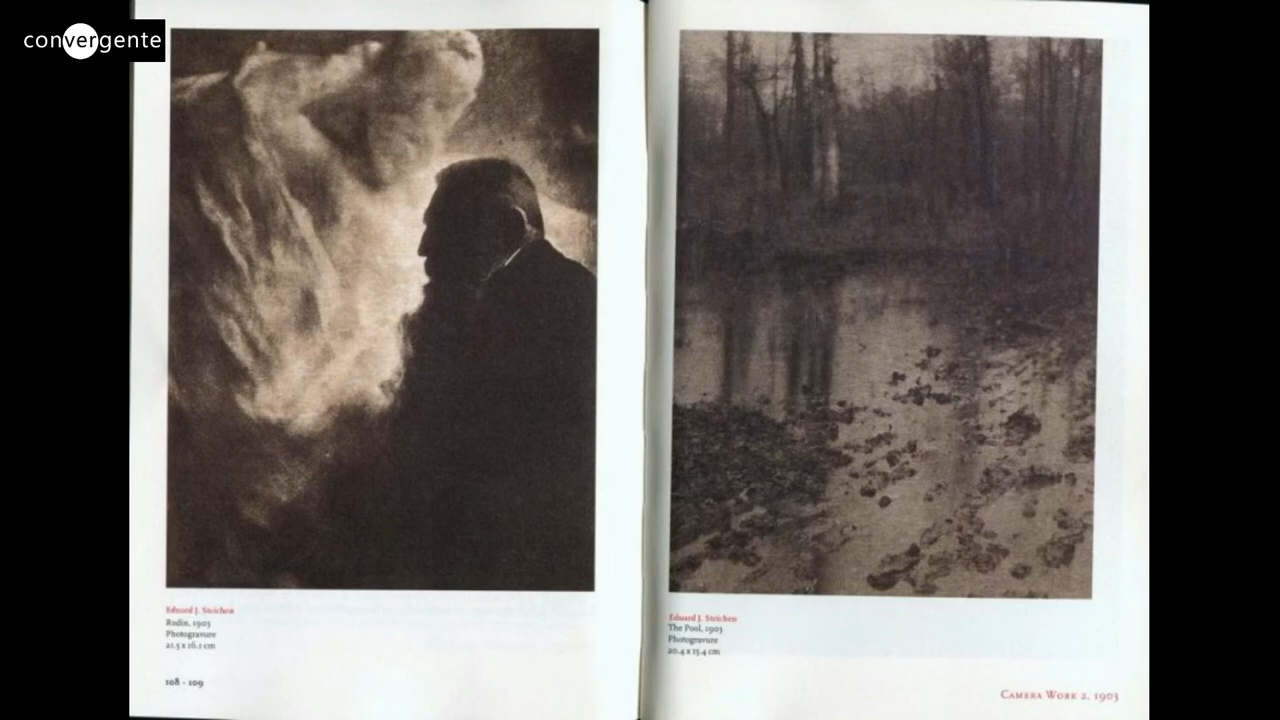 convergente
Eduard J. Steichen
Rodin, 1903
Photogravure
21.5 x 16.1 cm
108 - 109
Eduard J. Steichen
The Pool, 1903
Photogravure
20.4 x 15.4 cm
Camera Work 2, 1903